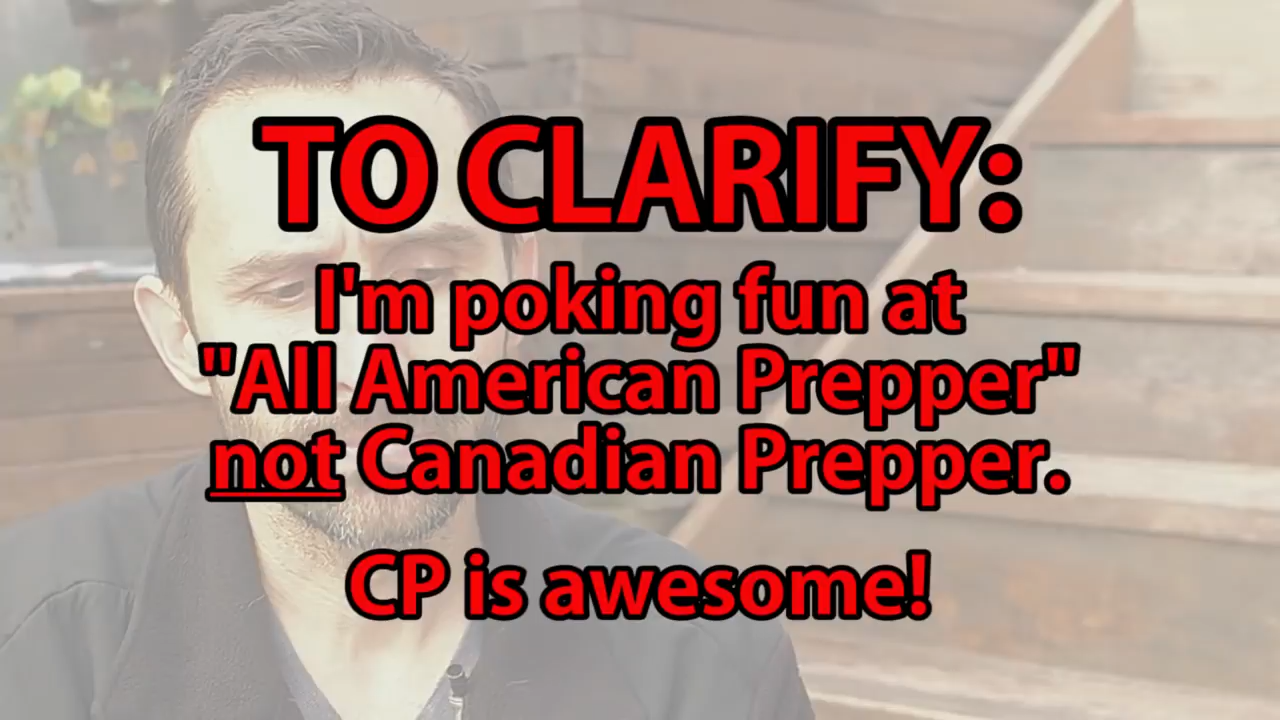 TO CLARIFY:
I'm poking fun at
"All American Prepper"
not Canadian Prepper.
CP is awesome!